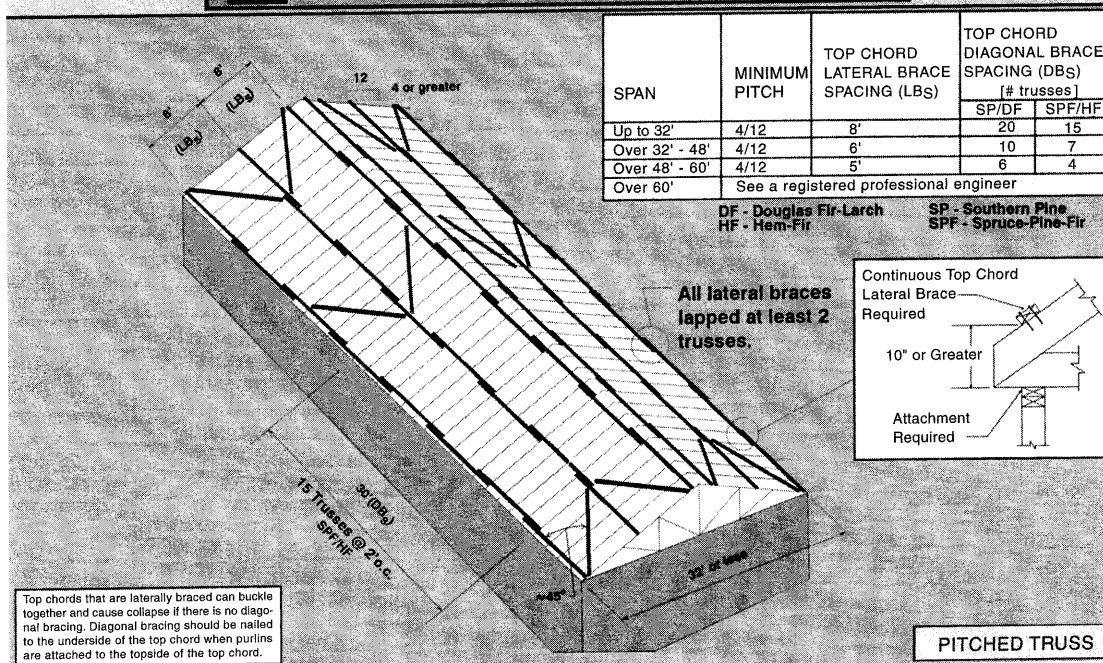 SPAN
MINIMUM
PITCH
TOP CHORD
LATERAL BRACE
SPACING (LBS)
TOP CHORD
DIAGONAL BRACE
SPACING (DBS)
[# trusses]
SP/DF SPF/HF
Up to 32' 4/12 8' 20 15
Over 32' - 48' 4/12 6' 10 7
Over 48' - 60' 4/12 5' 6 4
Over 60' See a registered professional engineer
DF - Douglas Fir-Larch SP - Southern Pine
HF - Hem-Fir SPF - Spruce-Pine-Fir
12
4 or greater
8'
(LBS)
8'
(LBS)
All lateral braces
lapped at least 2
trusses.
Continuous Top Chord
Lateral Brace
Required
10" or Greater
Attachment
Required
30'(DBS)
15 Trusses @ 2' o.c.
SPF/HF
≈45°
32' or less
Top chords that are laterally braced can buckle
together and cause collapse if there is no diago-
nal bracing. Diagonal bracing should be nailed
to the underside of the top chord when purlins
are attached to the topside of the top chord.
PITCHED TRUSS